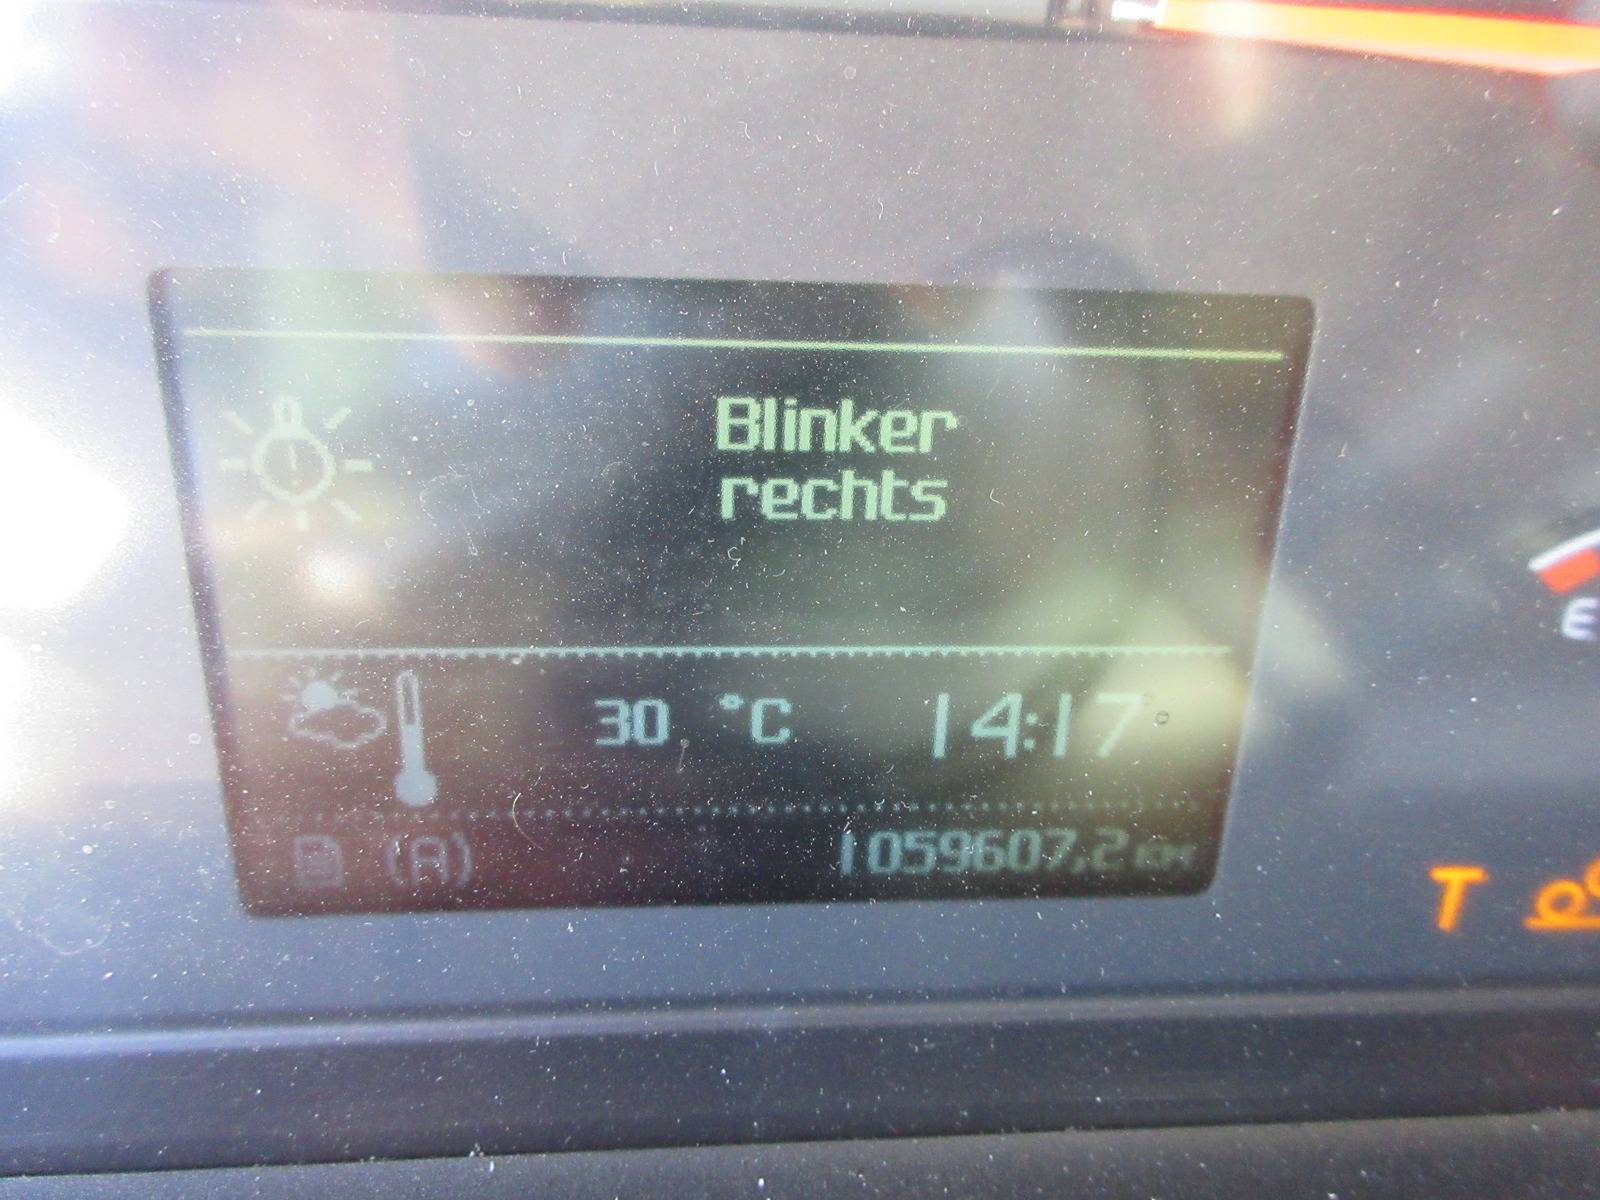 Blinker
rechts
30 °C 14:17
(A) 1059607,2 KM
T
E